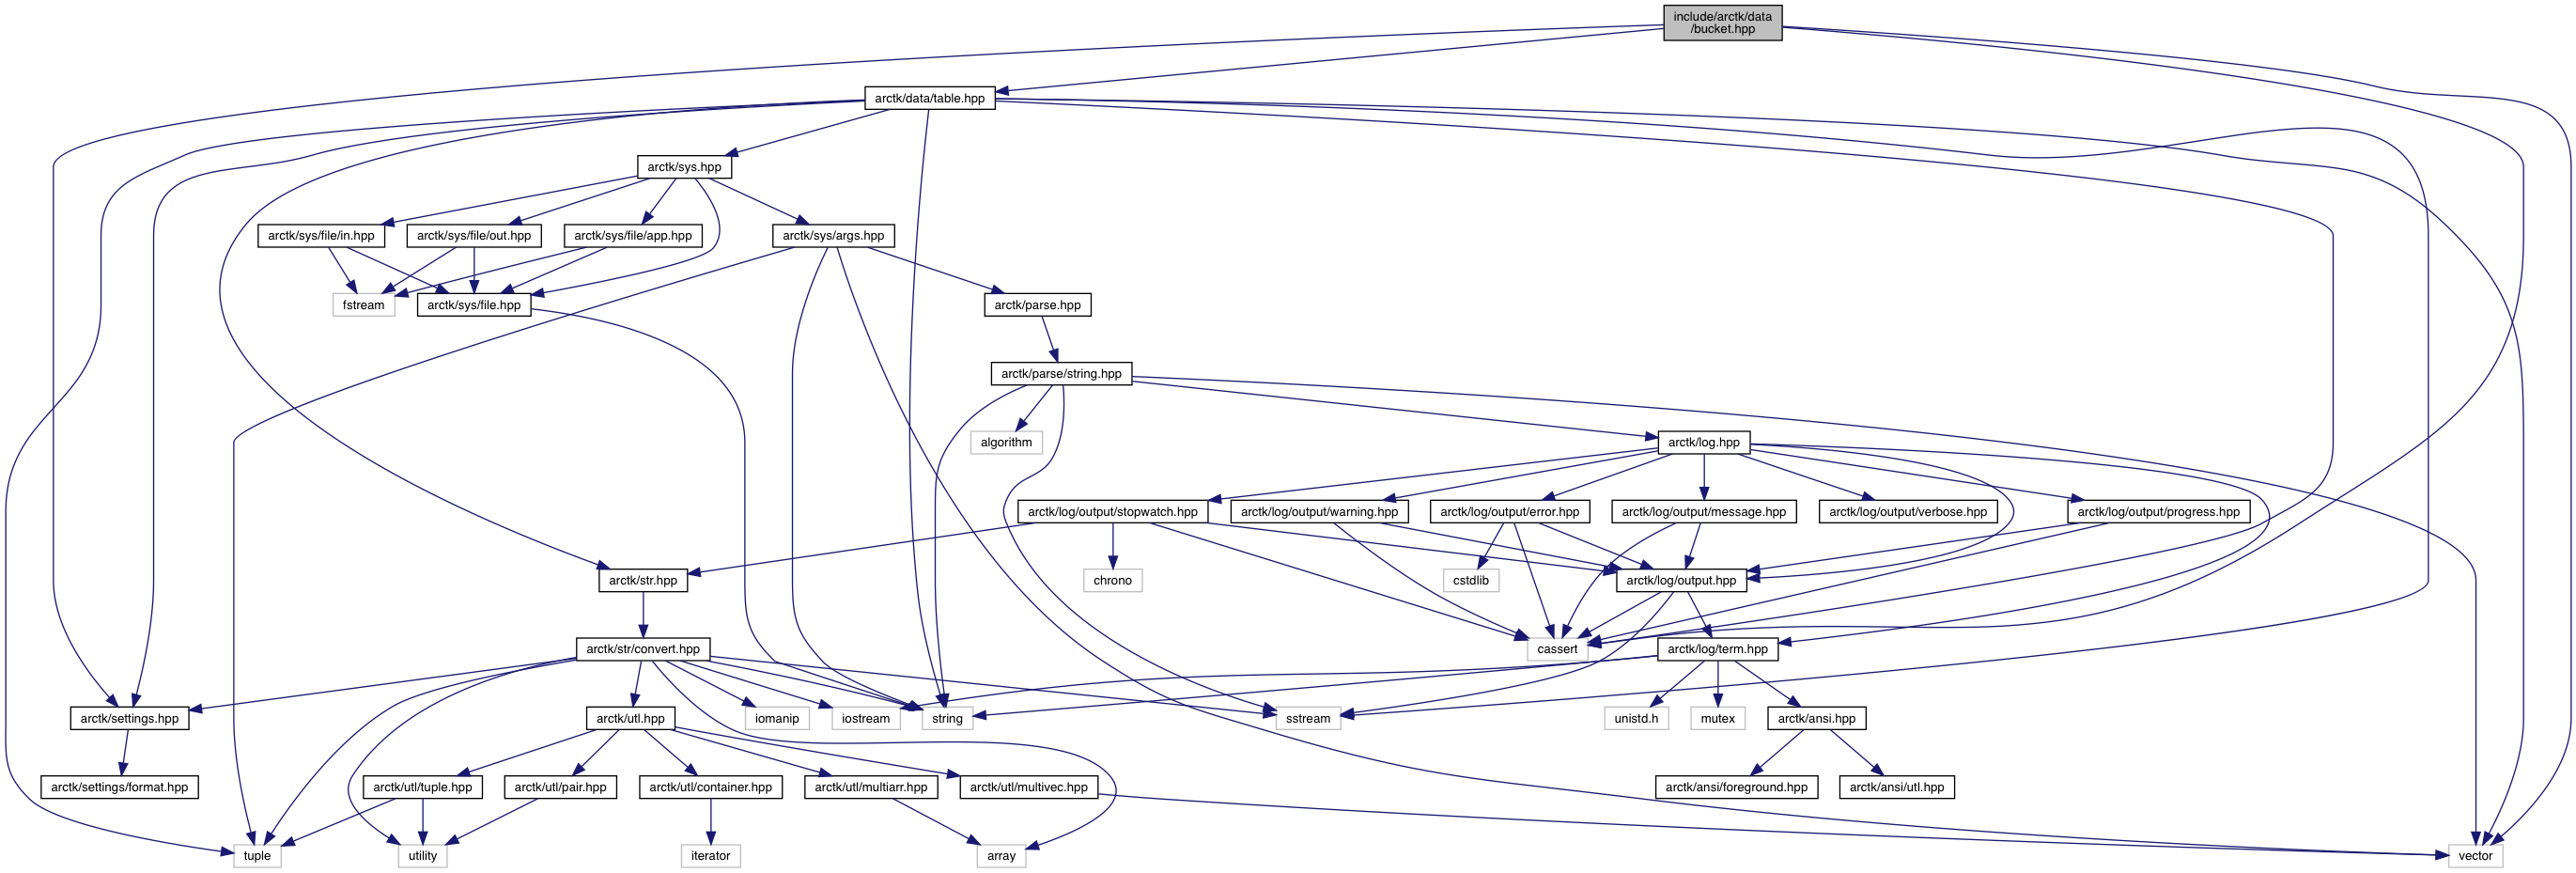 include/arctk/data
/bucket.hpp
arctk/data/table.hpp
arctk/sys.hpp
arctk/sys/file/in.hpp
arctk/sys/file/out.hpp
arctk/sys/file/app.hpp
arctk/sys/args.hpp
fstream
arctk/sys/file.hpp
arctk/parse.hpp
arctk/parse/string.hpp
algorithm
arctk/log.hpp
arctk/log/output/stopwatch.hpp
arctk/log/output/warning.hpp
arctk/log/output/error.hpp
arctk/log/output/message.hpp
arctk/log/output/verbose.hpp
arctk/log/output/progress.hpp
arctk/str.hpp
chrono
cstdlib
arctk/log/output.hpp
arctk/str/convert.hpp
cassert
arctk/log/term.hpp
arctk/settings.hpp
arctk/utl.hpp
iomanip
iostream
string
sstream
unistd.h
mutex
arctk/ansi.hpp
arctk/settings/format.hpp
arctk/utl/tuple.hpp
arctk/utl/pair.hpp
arctk/utl/container.hpp
arctk/utl/multiarr.hpp
arctk/utl/multivec.hpp
arctk/ansi/foreground.hpp
arctk/ansi/utl.hpp
tuple
utility
iterator
array
vector